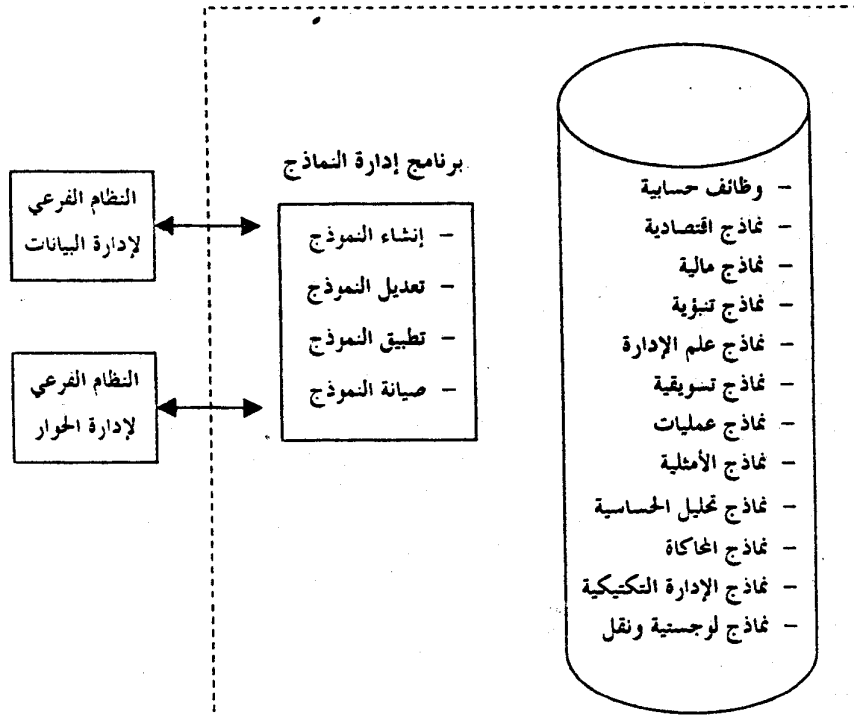 برنامج إدارة النماذج
- وظائف حسابية
- نماذج اقتصادية
- نماذج مالية
- نماذج تنبؤية
- نماذج علم الإدارة
- نماذج تسويقية
- نماذج عمليات
- نماذج الأمثلية
- نماذج تحليل الحساسية
- نماذج المحاكاة
- نماذج الإدارة التكتيكية
- نماذج لوجستية ونقل
- إنشاء النموذج
- تعديل النموذج
- تطبيق النموذج
- صيانة النموذج
النظام الفرعي
لإدارة البيانات
النظام الفرعي
لإدارة الحوار